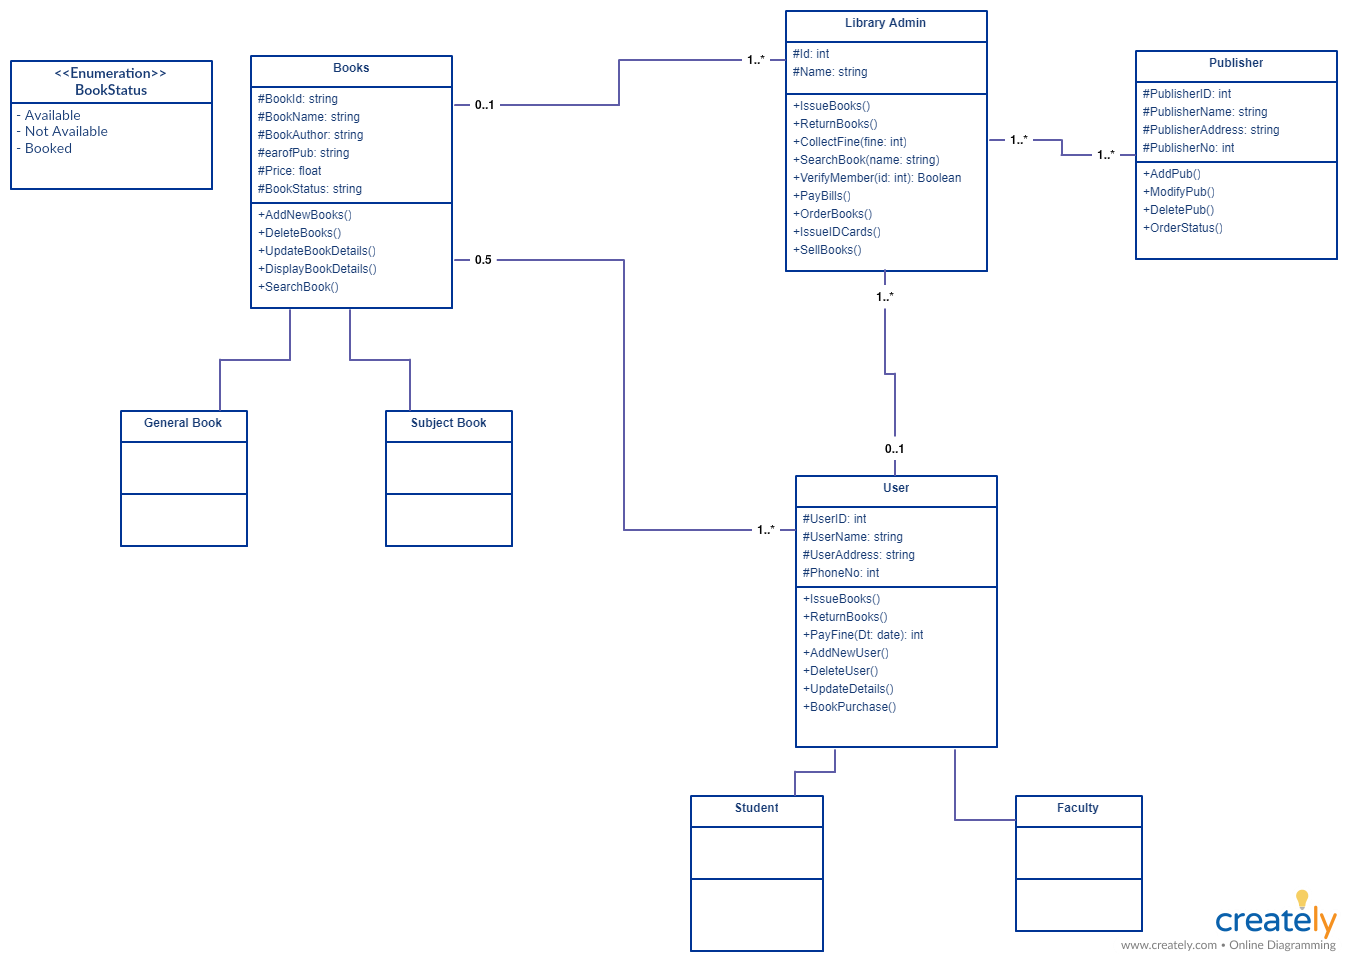 <<Enumeration>>
BookStatus
- Available
- Not Available
- Booked
Books
#BookId: string
#BookName: string
#BookAuthor: string
#earofPub: string
#Price: float
#BookStatus: string
+AddNewBooks()
+DeleteBooks()
+UpdateBookDetails()
+DisplayBookDetails()
+SearchBook()
0..1
1..*
Library Admin
#Id: int
#Name: string
+IssueBooks()
+ReturnBooks()
+CollectFine(fine: int)
+SearchBook(name: string)
+VerifyMember(id: int): Boolean
+PayBills()
+OrderBooks()
+IssueIDCards()
+SellBooks()
1..*
1..*
Publisher
#PublisherID: int
#PublisherName: string
#PublisherAddress: string
#PublisherNo: int
+AddPub()
+ModifyPub()
+DeletePub()
+OrderStatus()
0.5
1..*
1..*
0..1
General Book
Subject Book
User
#UserID: int
#UserName: string
#UserAddress: string
#PhoneNo: int
+IssueBooks()
+ReturnBooks()
+PayFine(Dt: date): int
+AddNewUser()
+DeleteUser()
+UpdateDetails()
+BookPurchase()
Student
Faculty
creately
www.creately.com • Online Diagramming